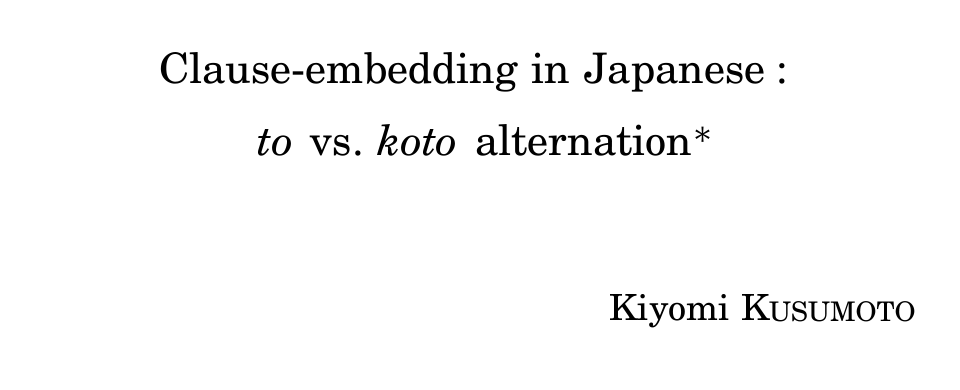 Clause-embedding in Japanese :
to vs. koto alternation*
Kiyomi KUSUMOTO